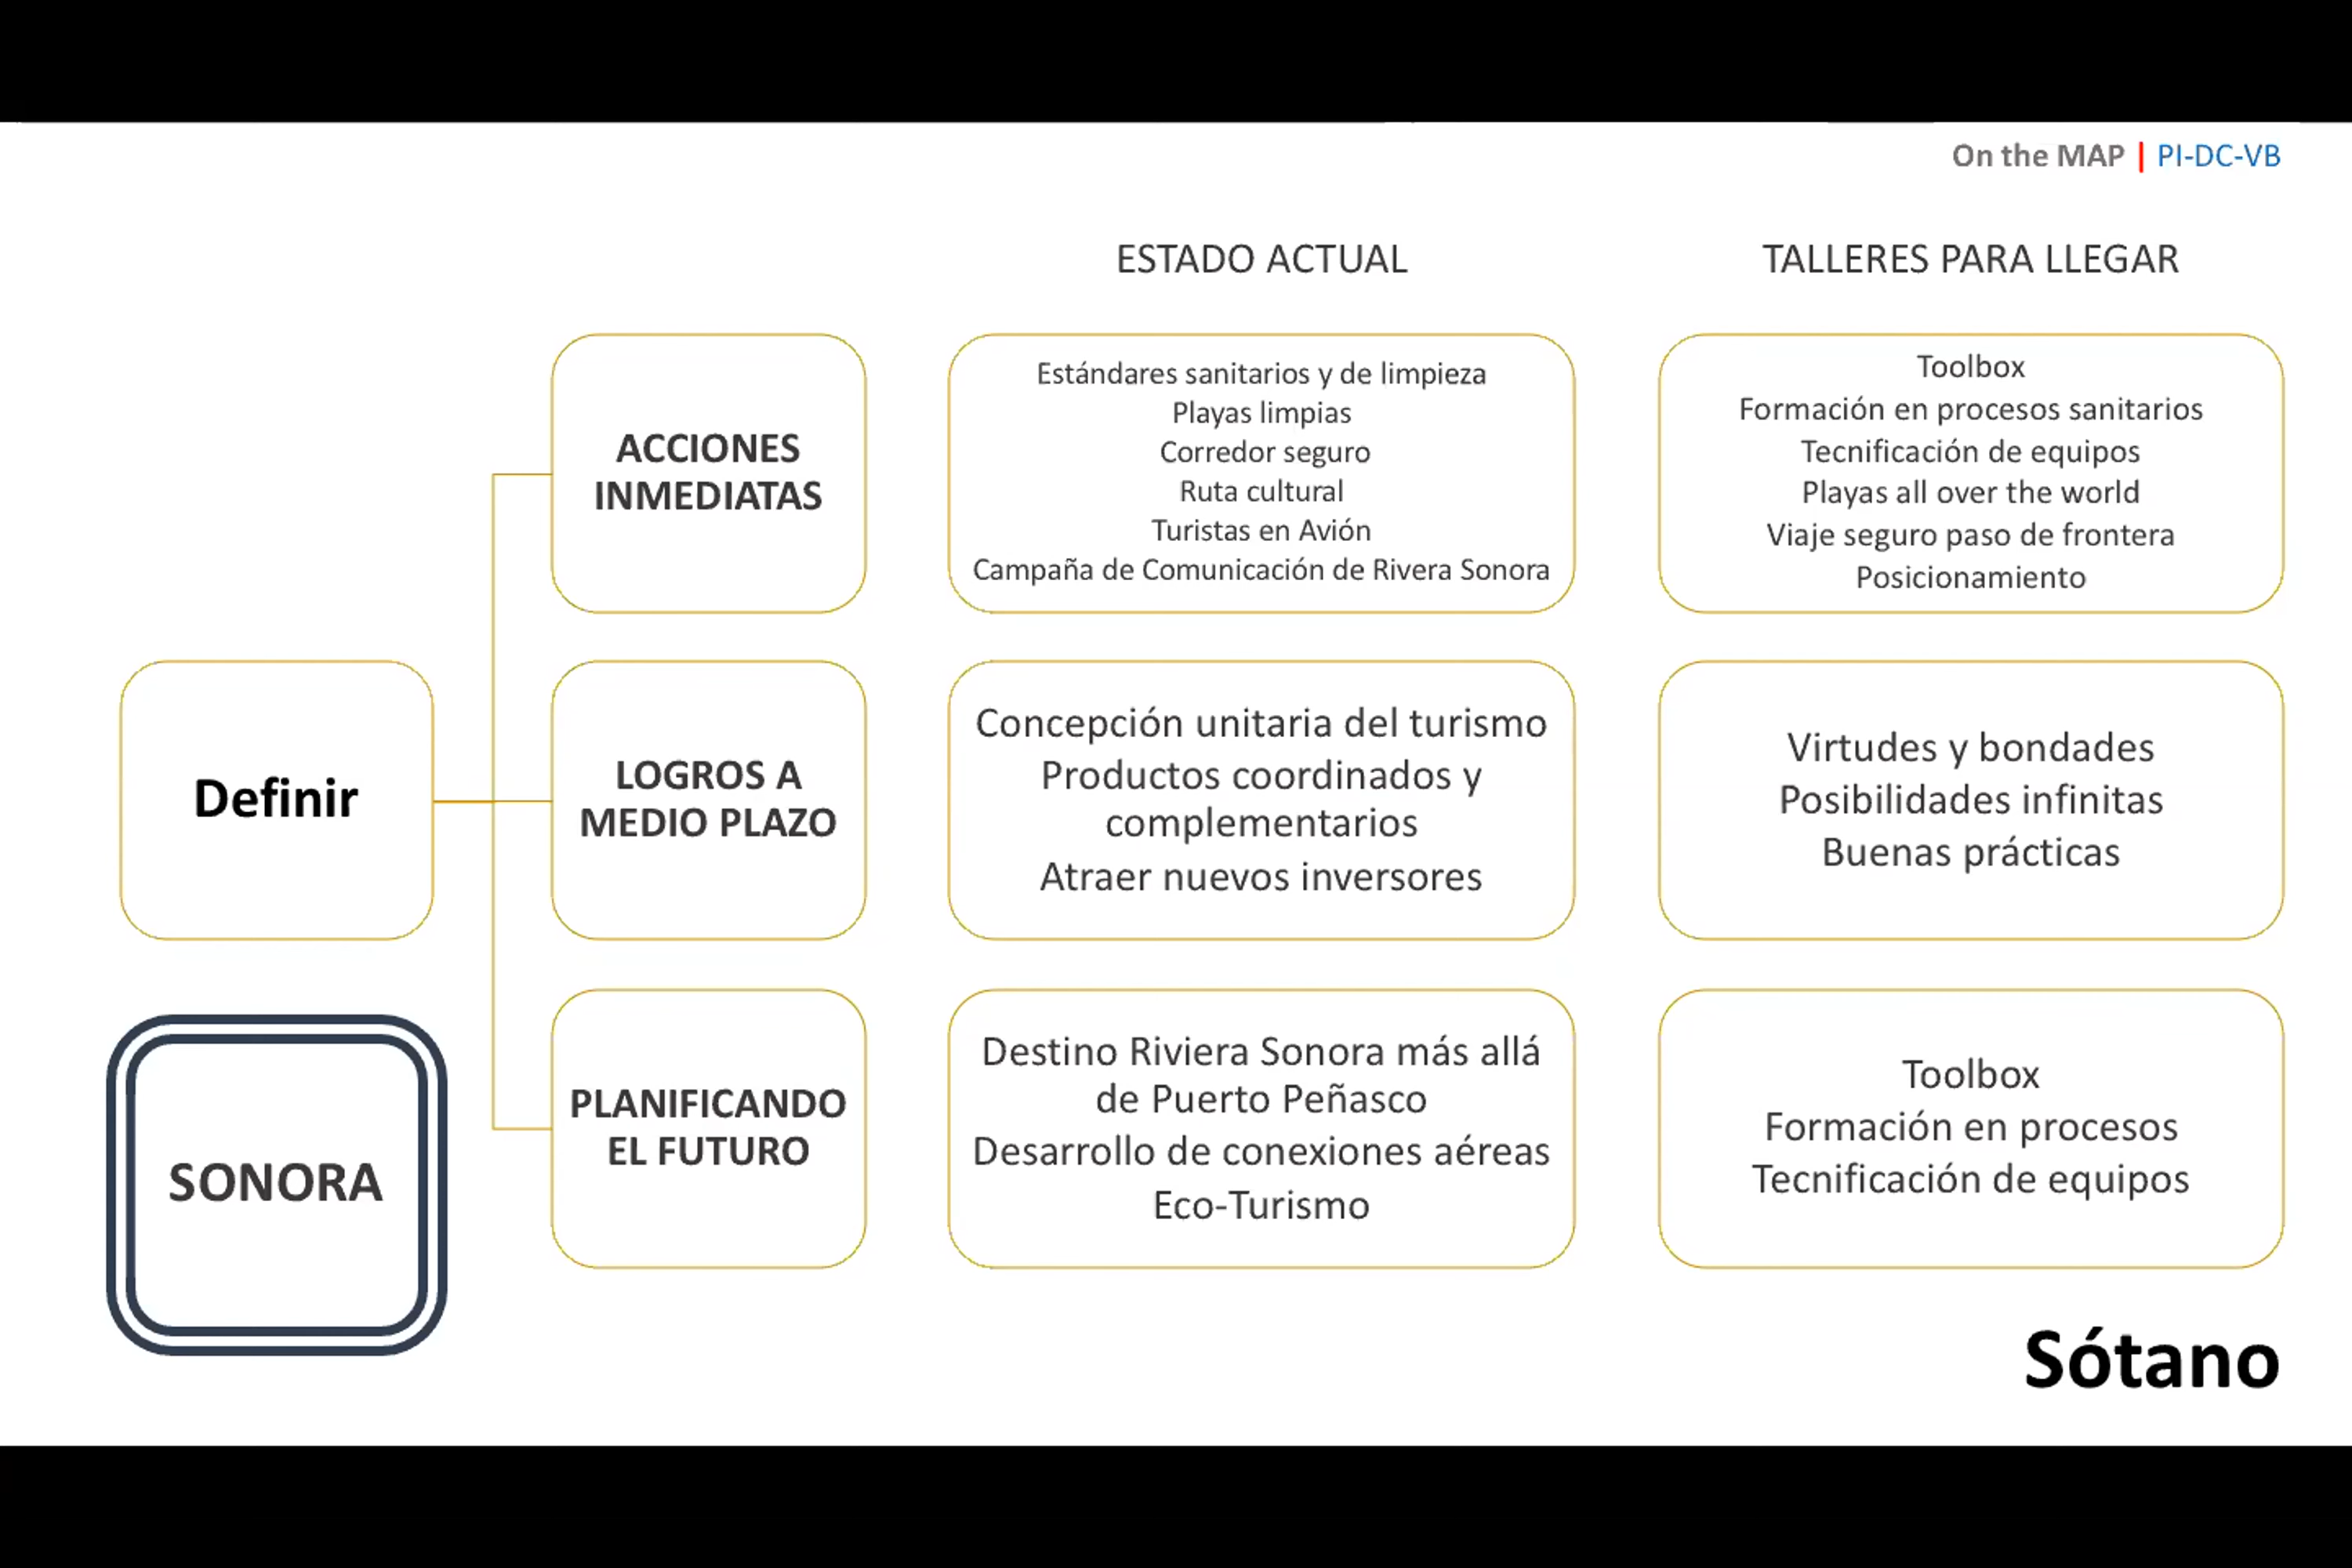 On the MAP | PI-DC-VB
ESTADO ACTUAL
TALLERES PARA LLEGAR
Definir
ACCIONES
INMEDIATAS
Estándares sanitarios y de limpieza
Playas limpias
Corredor seguro
Ruta cultural
Turistas en Avión
Campaña de Comunicación de Rivera Sonora
Toolbox
Formación en procesos sanitarios
Tecnificación de equipos
Playas all over the world
Viaje seguro paso de frontera
Posicionamiento
LOGROS A
MEDIO PLAZO
Concepción unitaria del turismo
Productos coordinados y
complementarios
Atraer nuevos inversores
Virtudes y bondades
Posibilidades infinitas
Buenas prácticas
PLANIFICANDO
EL FUTURO
Destino Riviera Sonora más allá
de Puerto Peñasco
Desarrollo de conexiones aéreas
Eco-Turismo
Toolbox
Formación en procesos
Tecnificación de equipos
SONORA
Sótano